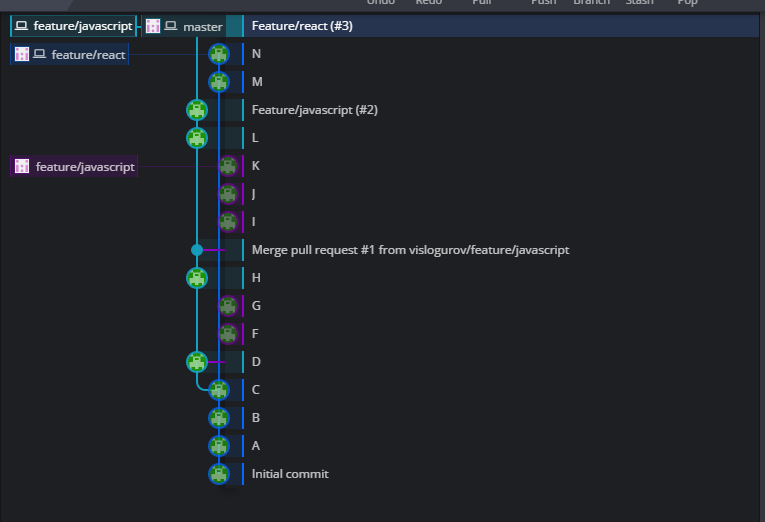 Undo Redo Pull Push Branch Stash Pop
feature/javascript master Feature/react (#3)
feature/react N
M
Feature/javascript (#2)
L
feature/javascript K
J
I
Merge pull request #1 from vislogurov/feature/javascript
H
G
F
D
C
B
A
Initial commit